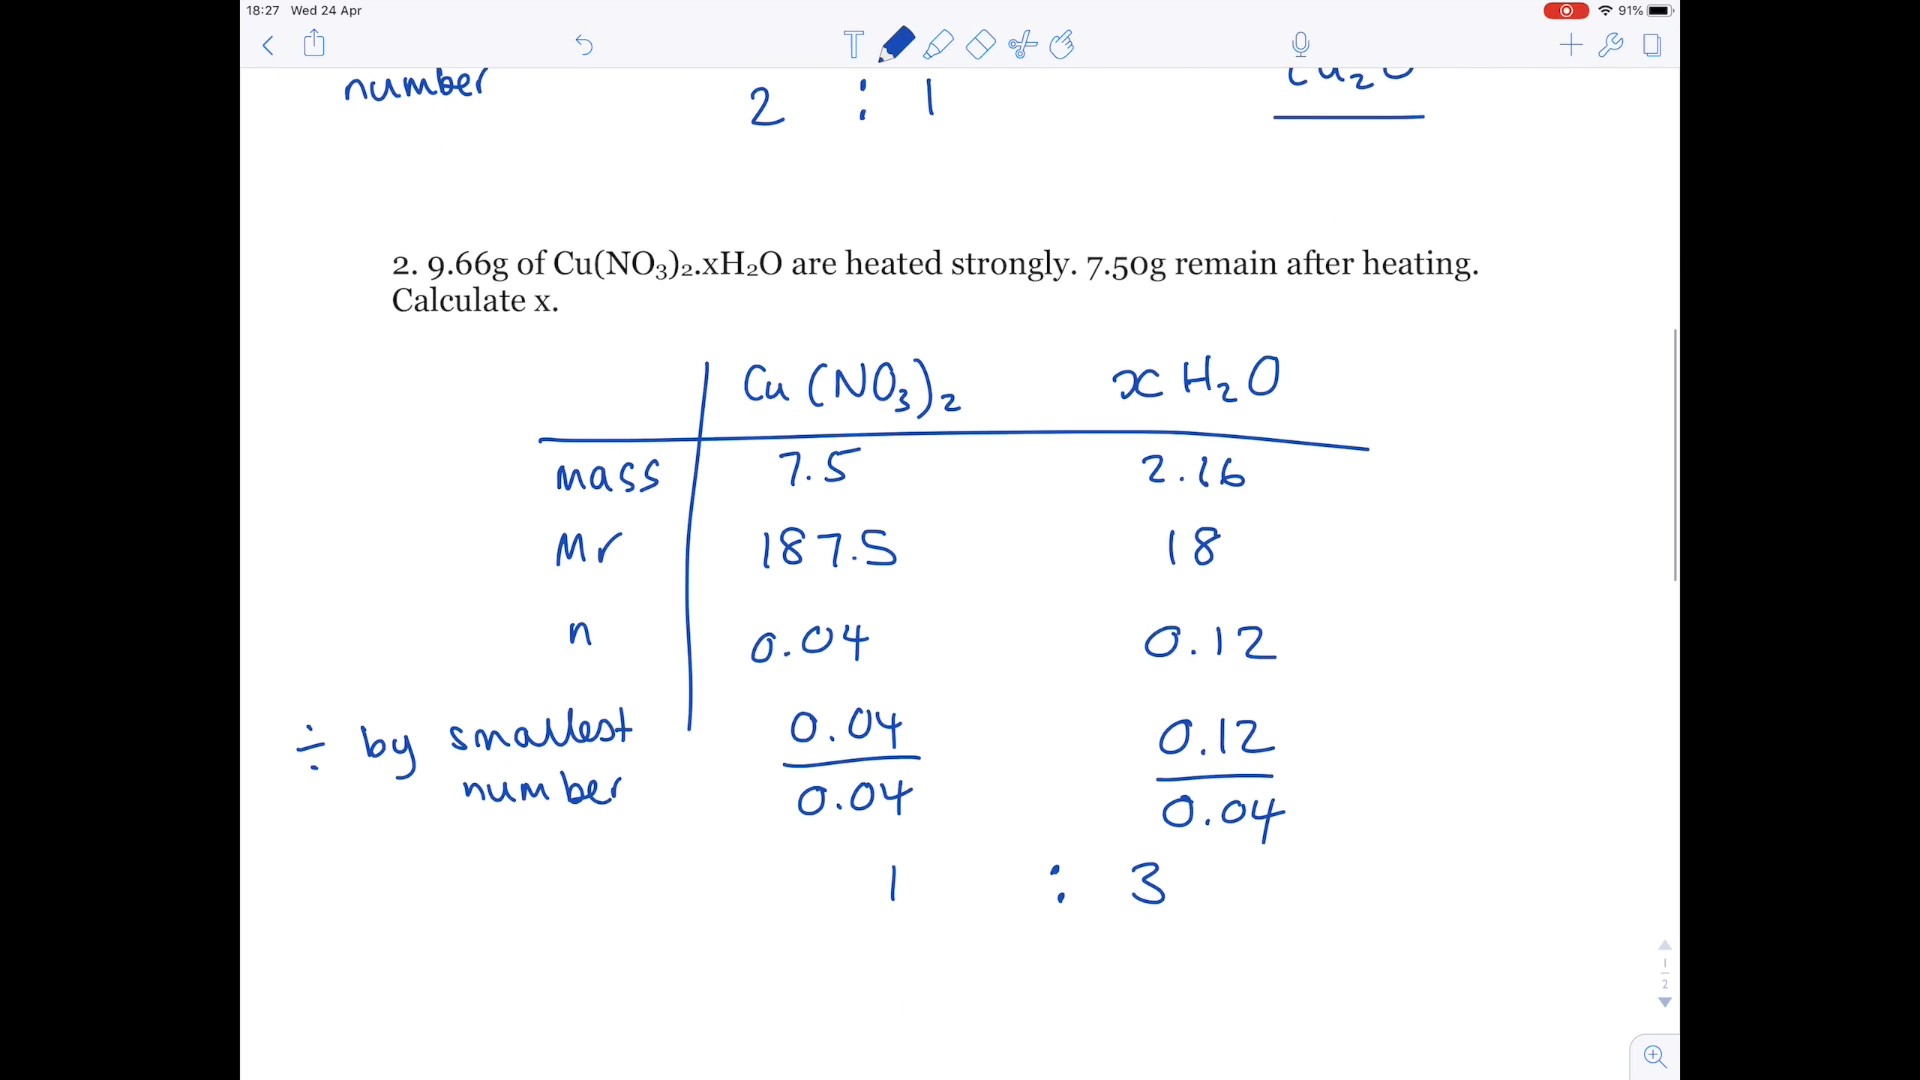 18:27 Wed 24 Apr 91%
T
number 2 : 1 Cu₂O
2. 9.66g of Cu(NO₃)₂.xH₂O are heated strongly. 7.50g remain after heating.
Calculate x.
Cu(NO₃)₂ xH₂O
mass 7.5 2.16
Mr 187.5 18
n 0.04 0.12
÷ by smallest 0.04 0.12
number 0.04 0.04
1 : 3
1
2